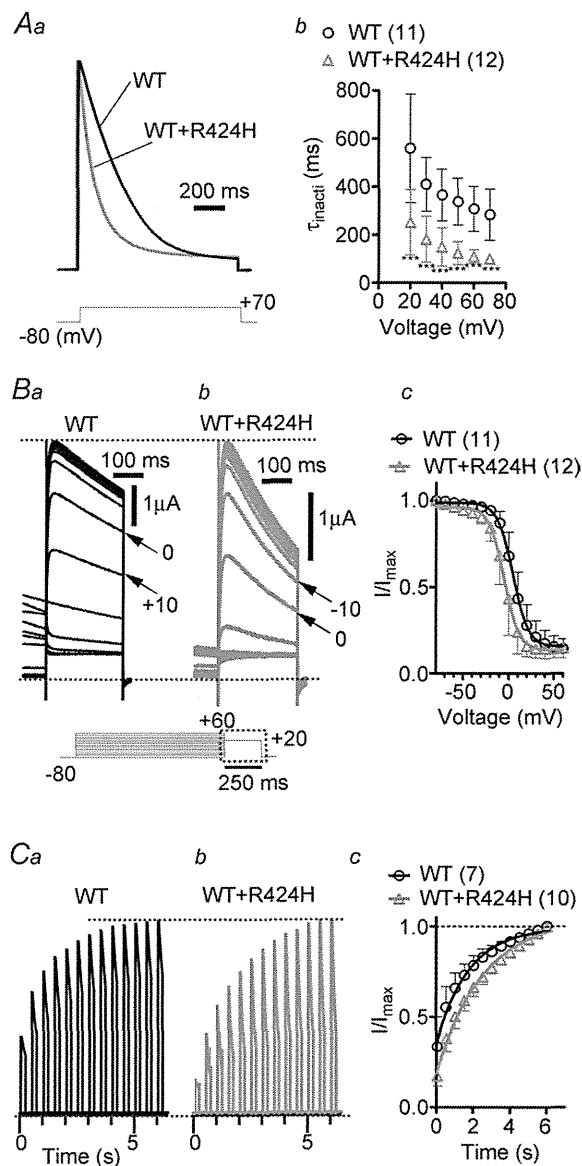 Aa
WT
WT+R424H
200 ms
+70
-80 (mV)
b
WT (11)
WT+R424H (12)
800
600
400
200
0
τinacti (ms)
0 20 40 60 80
Voltage (mV)
*** *** *** *** *** ***
Ba
WT
100 ms
1μA
0
+10
b
WT+R424H
100 ms
1μA
-10
0
+60
+20
-80
250 ms
c
WT (11)
WT+R424H (12)
1.0
0.5
0.0
I/Imax
-50 0 50
Voltage (mV)
Ca
WT
0 5
Time (s)
b
WT+R424H
0 5
Time (s)
c
WT (7)
WT+R424H (10)
1.0
0.5
0.0
I/Imax
0 2 4 6
Time (s)